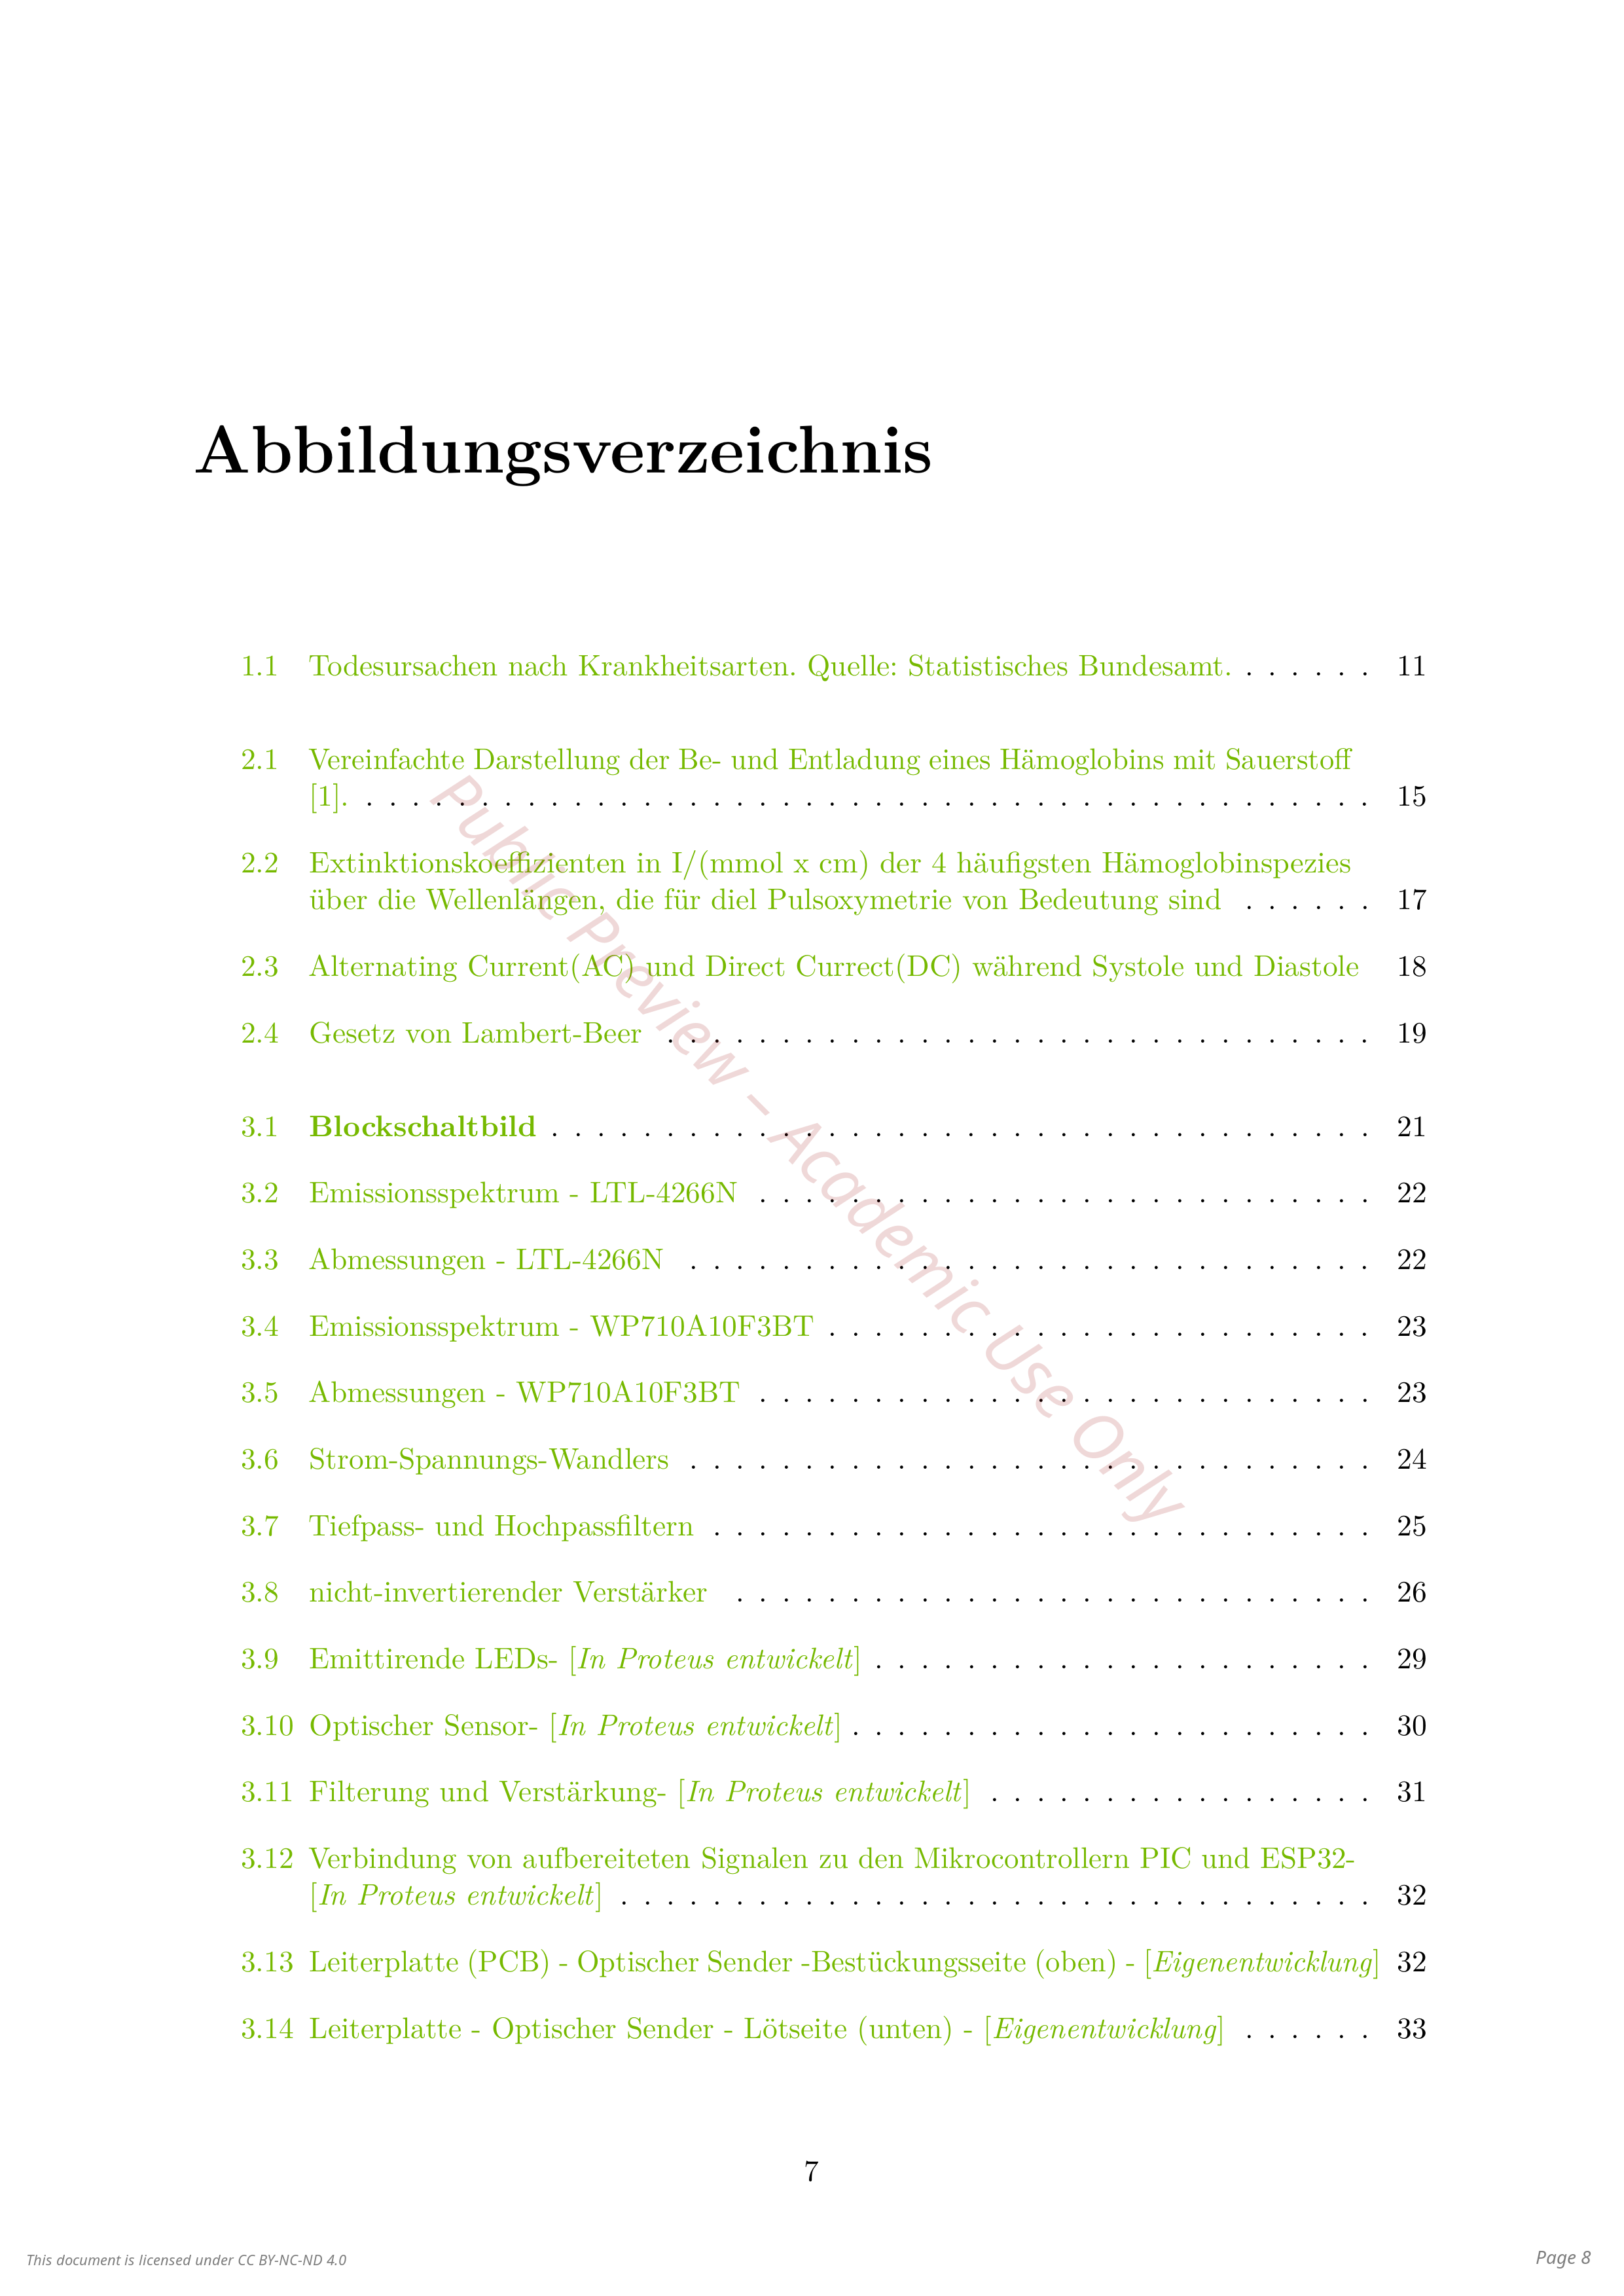 Abbildungsverzeichnis
1.1 Todesursachen nach Krankheitsarten. Quelle: Statistisches Bundesamt. . . . . . . 11
2.1 Vereinfachte Darstellung der Be- und Entladung eines Hämoglobins mit Sauerstoff
[1]. . . . . . . . . . . . . . . . . . . . . . . . . . . . . . . . . . . . . . . . . . . . . 15
2.2 Extinktionskoeffizienten in I/(mmol x cm) der 4 häufigsten Hämoglobinspezies
über die Wellenlängen, die für diel Pulsoxymetrie von Bedeutung sind . . . . . . 17
2.3 Alternating Current(AC) und Direct Currect(DC) während Systole und Diastole 18
2.4 Gesetz von Lambert-Beer . . . . . . . . . . . . . . . . . . . . . . . . . . . . . . . 19
3.1 Blockschaltbild . . . . . . . . . . . . . . . . . . . . . . . . . . . . . . . . . . . . 21
3.2 Emissionsspektrum - LTL-4266N . . . . . . . . . . . . . . . . . . . . . . . . . . . 22
3.3 Abmessungen - LTL-4266N . . . . . . . . . . . . . . . . . . . . . . . . . . . . . . 22
3.4 Emissionsspektrum - WP710A10F3BT . . . . . . . . . . . . . . . . . . . . . . . . 23
3.5 Abmessungen - WP710A10F3BT . . . . . . . . . . . . . . . . . . . . . . . . . . . 23
3.6 Strom-Spannungs-Wandlers . . . . . . . . . . . . . . . . . . . . . . . . . . . . . . 24
3.7 Tiefpass- und Hochpassfiltern . . . . . . . . . . . . . . . . . . . . . . . . . . . . . 25
3.8 nicht-invertierender Verstärker . . . . . . . . . . . . . . . . . . . . . . . . . . . . 26
3.9 Emittirende LEDs- [In Proteus entwickelt] . . . . . . . . . . . . . . . . . . . . . . 29
3.10 Optischer Sensor- [In Proteus entwickelt] . . . . . . . . . . . . . . . . . . . . . . . 30
3.11 Filterung und Verstärkung- [In Proteus entwickelt] . . . . . . . . . . . . . . . . . 31
3.12 Verbindung von aufbereiteten Signalen zu den Mikrocontrollern PIC und ESP32-
[In Proteus entwickelt] . . . . . . . . . . . . . . . . . . . . . . . . . . . . . . . . . 32
3.13 Leiterplatte (PCB) - Optischer Sender -Bestückungsseite (oben) - [Eigenentwicklung] 32
3.14 Leiterplatte - Optischer Sender - Lötseite (unten) - [Eigenentwicklung] . . . . . . 33
Public Preview – Academic Use Only
7
This document is licensed under CC BY-NC-ND 4.0
Page 8